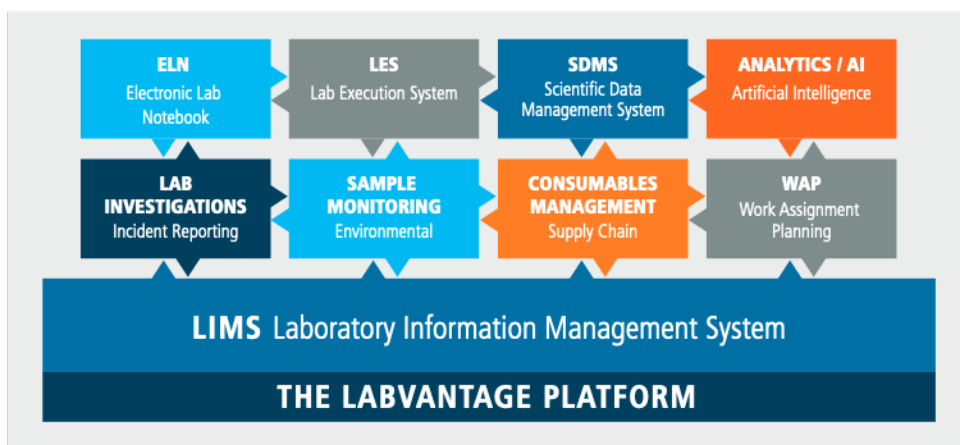 ELN
Electronic Lab
Notebook
LES
Lab Execution System
SDMS
Scientific Data
Management System
ANALYTICS / AI
Artificial Intelligence
LAB
INVESTIGATIONS
Incident Reporting
SAMPLE
MONITORING
Environmental
CONSUMABLES
MANAGEMENT
Supply Chain
WAP
Work Assignment
Planning
LIMS Laboratory Information Management System
THE LABVANTAGE PLATFORM